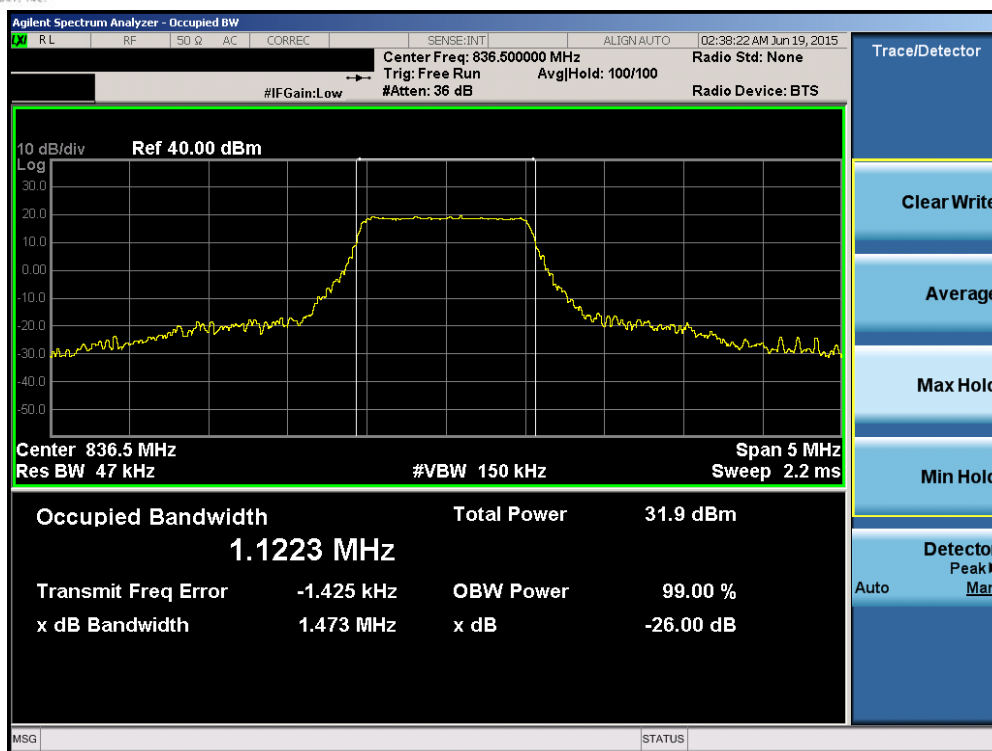 Agilent Spectrum Analyzer - Occupied BW
LXI RL RF 50 Ω AC CORREC SENSE:INT ALIGN AUTO 02:38:22 AM Jun 19, 2015
Center Freq: 836.500000 MHz Radio Std: None
Trig: Free Run Avg|Hold: 100/100
#IFGain:Low #Atten: 36 dB Radio Device: BTS
Trace/Detector
10 dB/div Ref 40.00 dBm
Log
30.0
20.0
10.0
0.00
-10.0
-20.0
-30.0
-40.0
-50.0
Center 836.5 MHz Span 5 MHz
Res BW 47 kHz #VBW 150 kHz Sweep 2.2 ms
Occupied Bandwidth Total Power 31.9 dBm
1.1223 MHz
Transmit Freq Error -1.425 kHz OBW Power 99.00 %
x dB Bandwidth 1.473 MHz x dB -26.00 dB
Clear Write
Average
Max Hold
Min Hold
Detector
Peak
Auto Man
MSG STATUS